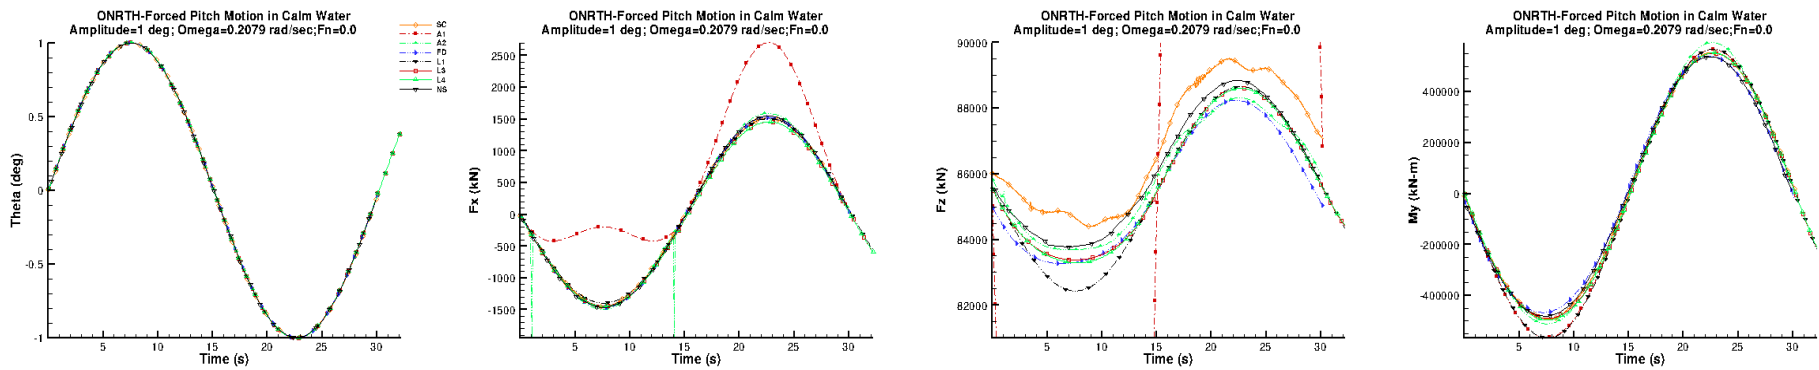 ONRTH-Forced Pitch Motion in Calm Water
Amplitude=1 deg; Omega=0.2079 rad/sec;Fn=0.0
SC
A1
A2
FD
L1
L3
L4
NS
1
0.5
0
-0.5
-1
Theta (deg)
5
10
15
20
25
30
Time (s)
ONRTH-Forced Pitch Motion in Calm Water
Amplitude=1 deg; Omega=0.2079 rad/sec;Fn=0.0
2500
2000
1500
1000
500
0
-500
-1000
-1500
Fx (kN)
5
10
15
20
25
30
Time (s)
ONRTH-Forced Pitch Motion in Calm Water
Amplitude=1 deg; Omega=0.2079 rad/sec;Fn=0.0
90000
88000
86000
84000
82000
Fz (kN)
5
10
15
20
25
30
Time (s)
ONRTH-Forced Pitch Motion in Calm Water
Amplitude=1 deg; Omega=0.2079 rad/sec;Fn=0.0
400000
200000
0
-200000
-400000
My (kN-m)
5
10
15
20
25
30
Time (s)